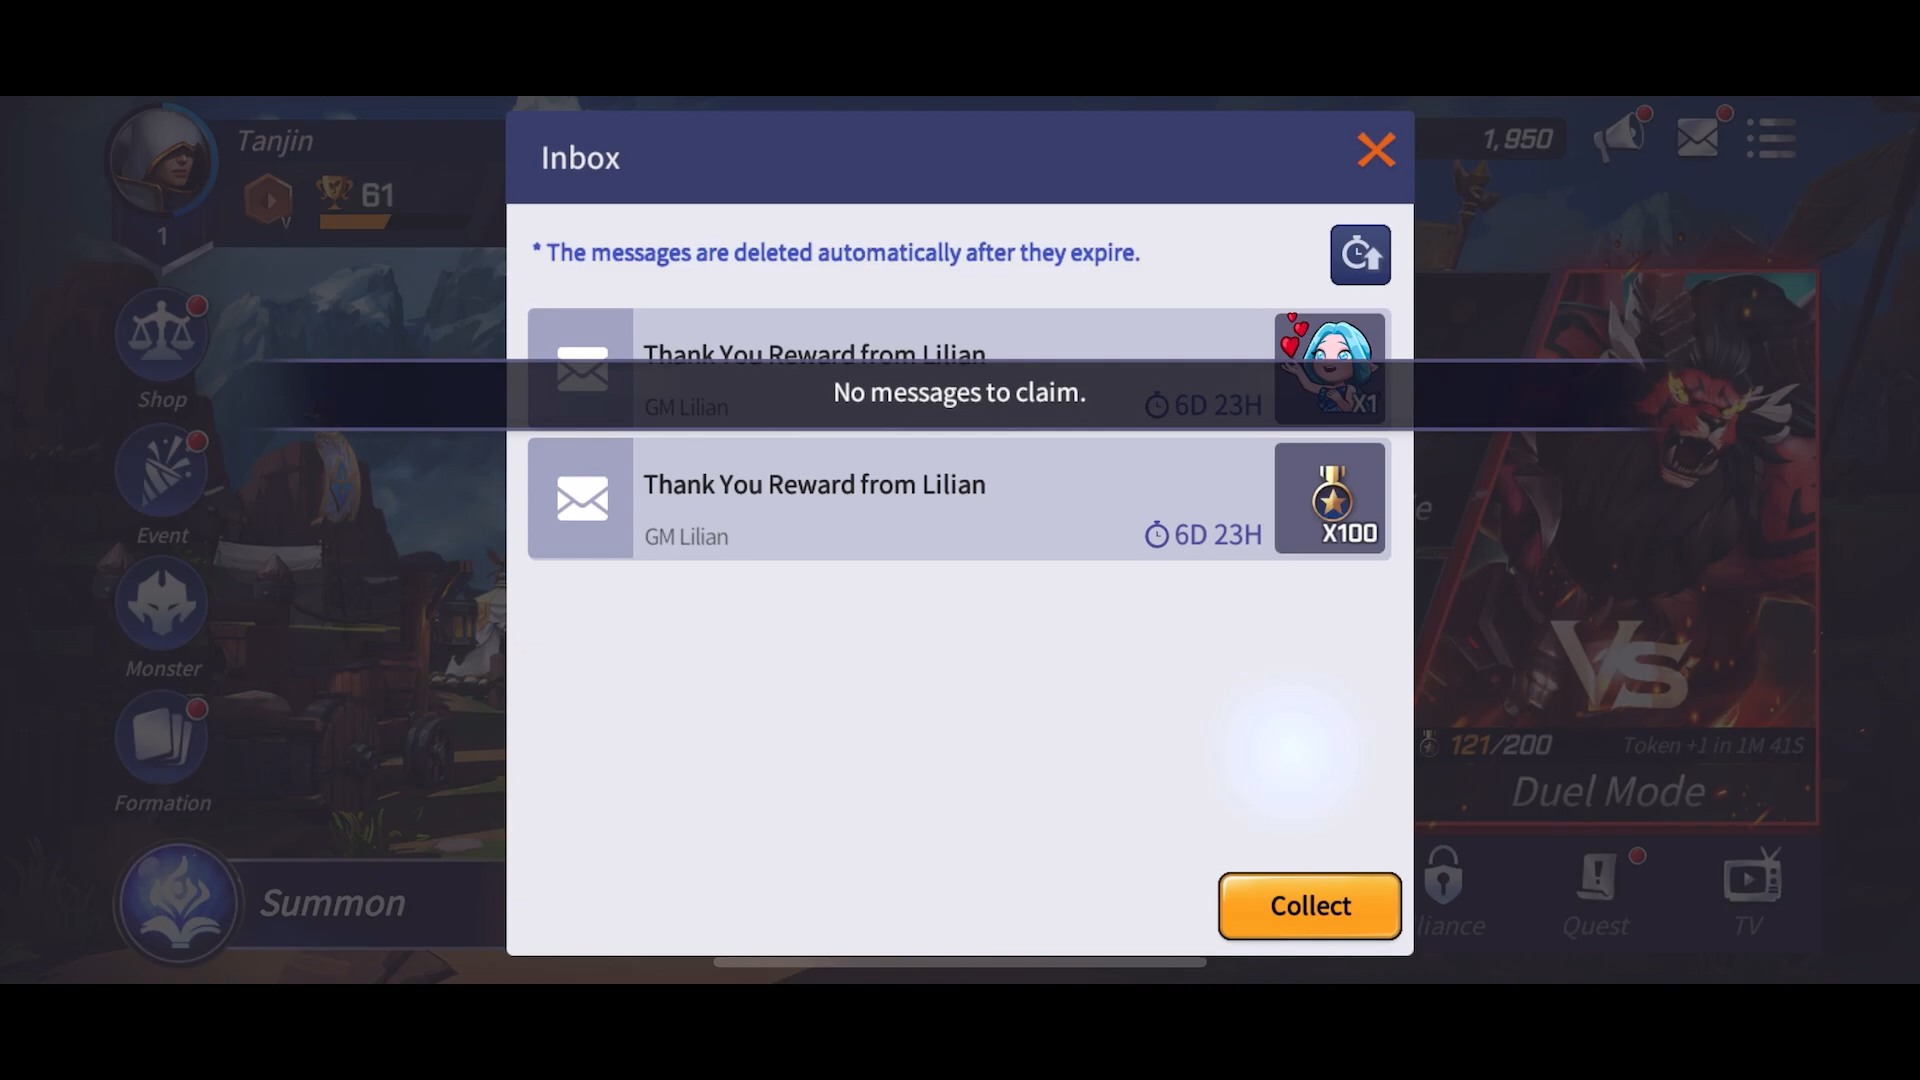 Tanjin
61
V
1
Shop
Event
Monster
Formation
Summon
Inbox
* The messages are deleted automatically after they expire.
Thank You Reward from Lilian
GM Lilian
6D 23H
X1
No messages to claim.
Thank You Reward from Lilian
GM Lilian
6D 23H
X100
Collect
1,950
VS
121/200
Token +1 in 1M 41S
Duel Mode
liance
Quest
TV